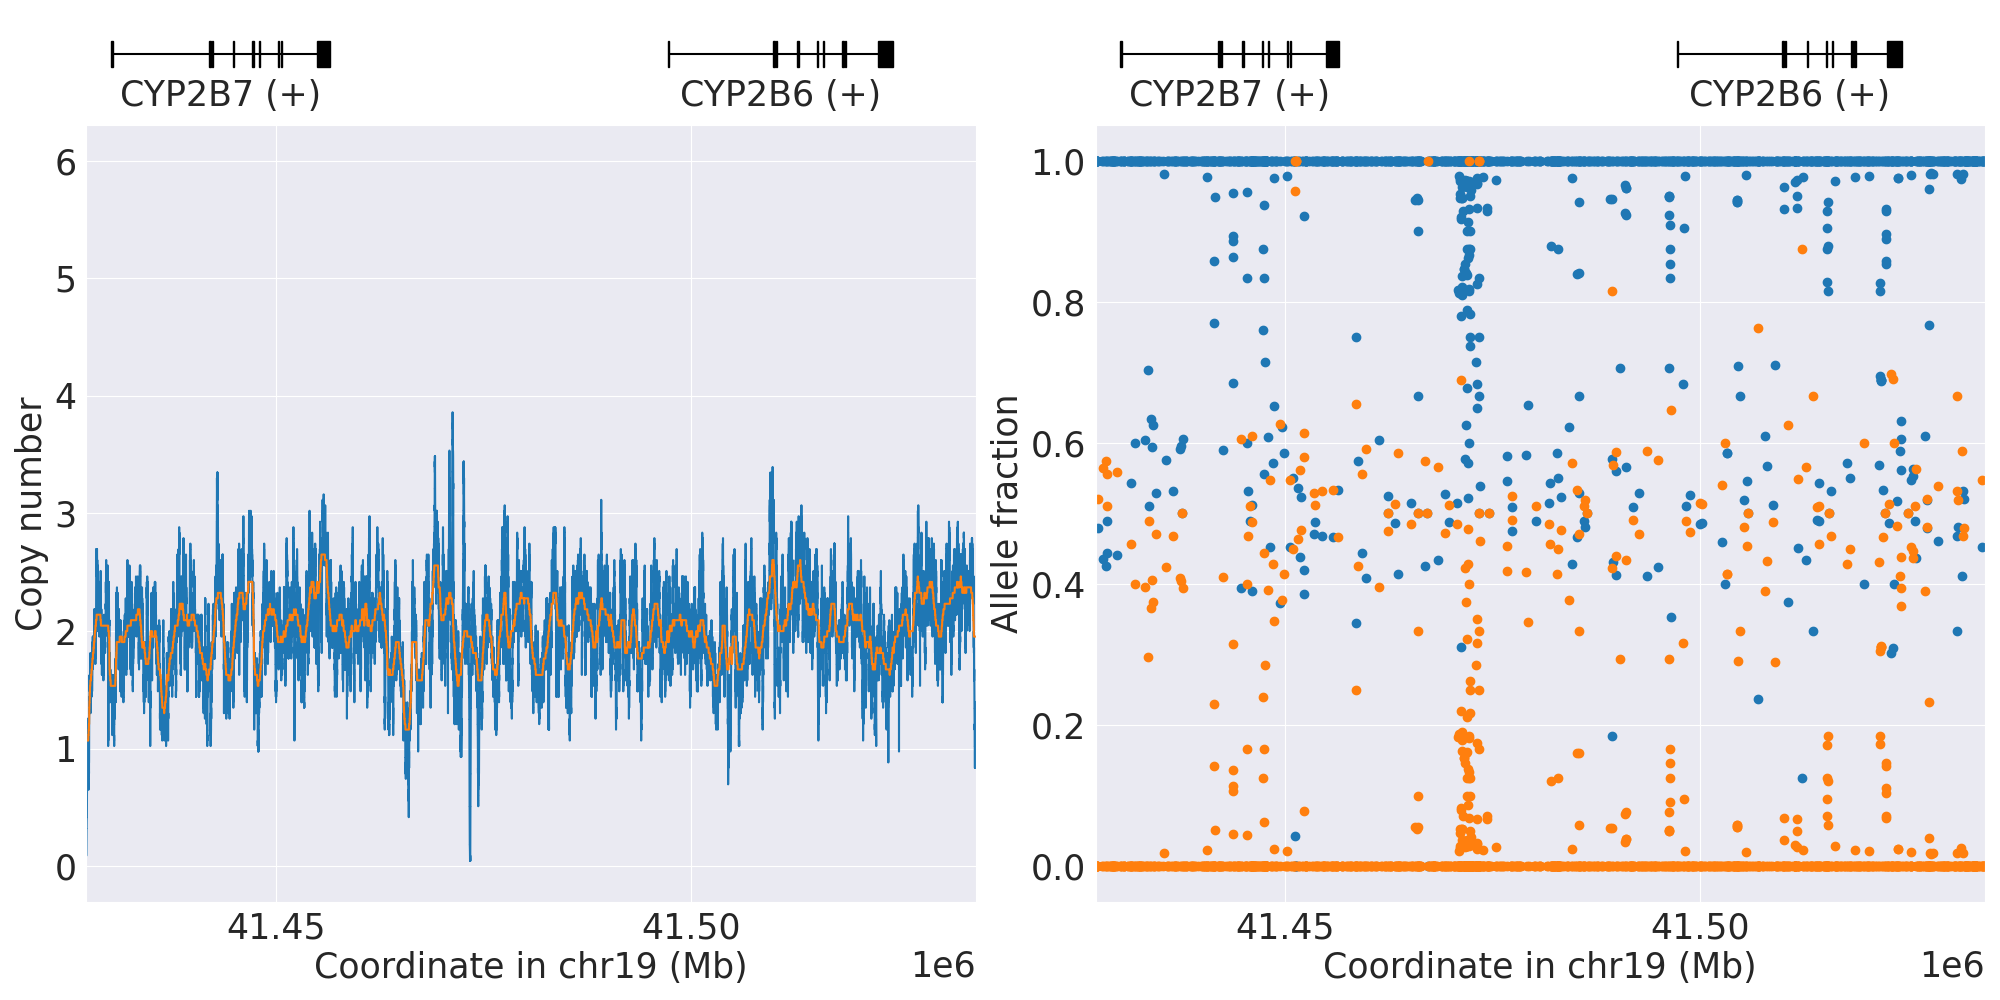 CYP2B7 (+)
CYP2B6 (+)
6
5
4
3
2
1
0
Copy number
41.45
41.50
Coordinate in chr19 (Mb)
1e6
CYP2B7 (+)
CYP2B6 (+)
1.0
0.8
0.6
0.4
0.2
0.0
Allele fraction
41.45
41.50
Coordinate in chr19 (Mb)
1e6